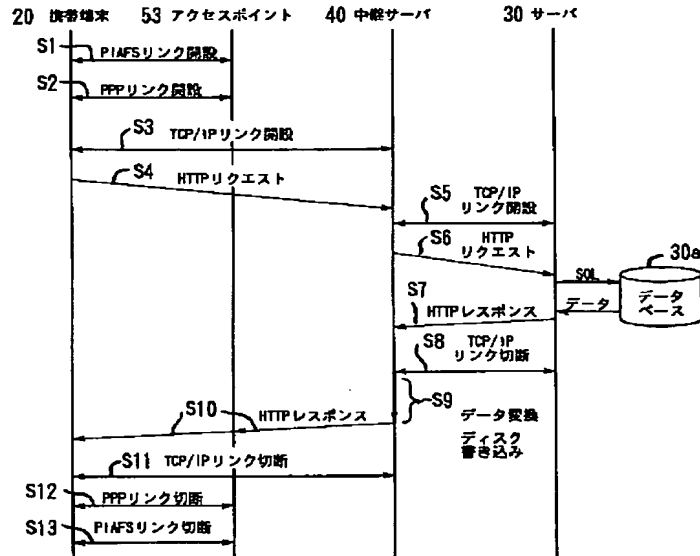 20 携帯端末 53 アクセスポイント 40 中継サーバ 30 サーバ
S1 PIAFSリンク開設
S2 PPPリンク開設
S3 TCP/IPリンク開設
S4 HTTPリクエスト
S5 TCP/IP
リンク開設
S6 HTTP
リクエスト
30a
SQL
データ
データ
ベース
S7 HTTPレスポンス
S8 TCP/IP
リンク切断
S9 データ変換
ディスク
書き込み
S10 HTTPレスポンス
S11 TCP/IPリンク切断
S12 PPPリンク切断
S13 PIAFSリンク切断